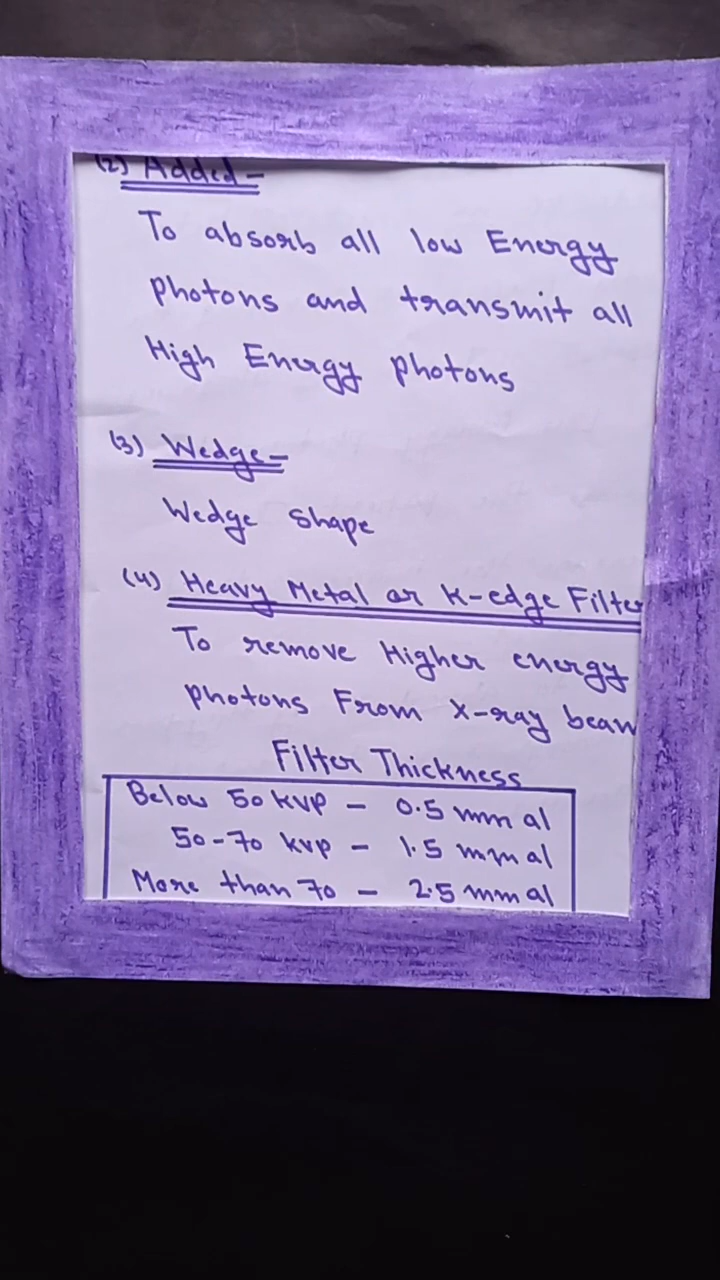 (2) Added-
To absorb all low Energy
photons and transmit all
High Energy photons
(3) Wedge-
Wedge shape
(4) Heavy Metal or K-edge Filter
To remove Higher energy
photons From X-ray beam
Filter Thickness
Below 50 kvp - 0.5 mm al
50-70 kvp - 1.5 mm al
More than 70 - 2.5 mm al